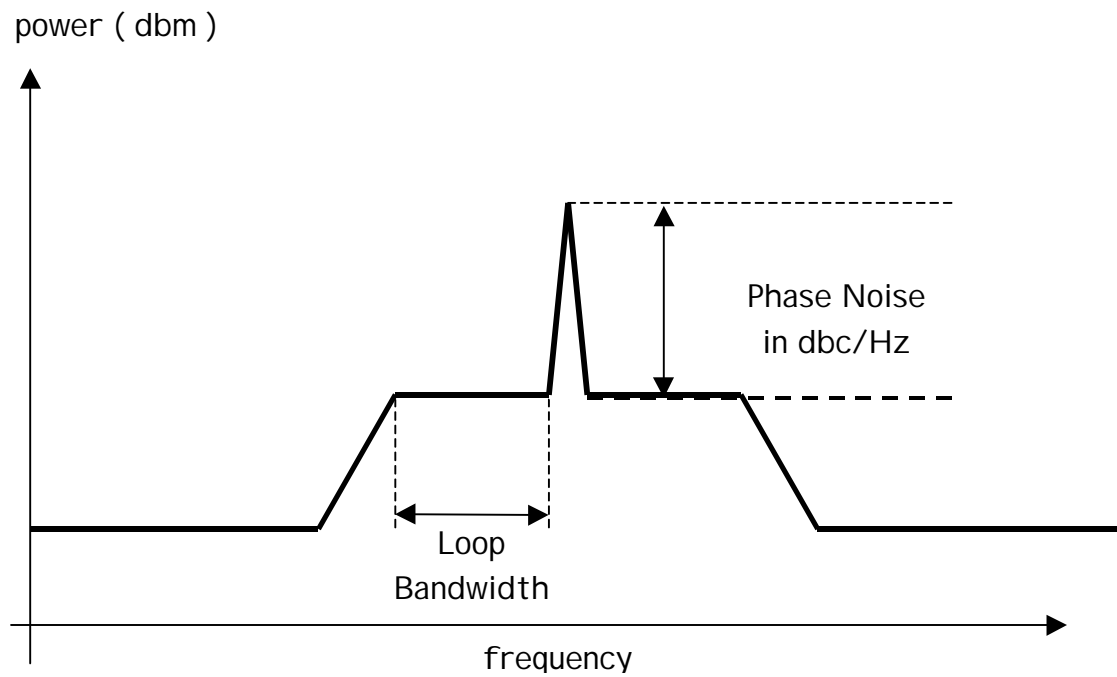 power ( dbm )
Phase Noise
in dbc/Hz
Loop
Bandwidth
frequency